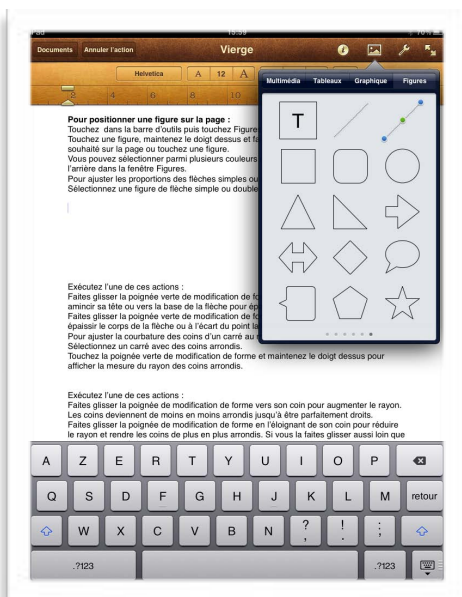 iPad 15:59 70 %
Documents Annuler l'action Vierge
Helvetica A 12 A
Multimédia Tableaux Graphique Figures
2 4 6 8 10
T
Pour positionner une figure sur la page :
Touchez dans la barre d'outils puis touchez Figures
Touchez une figure, maintenez le doigt dessus et fa
souhaité sur la page ou touchez une figure.
Vous pouvez sélectionner parmi plusieurs couleurs
l'arrière dans la fenêtre Figures.
Pour ajuster les proportions des flèches simples ou
Sélectionnez une figure de flèche simple ou double
Exécutez l'une de ces actions :
Faites glisser la poignée verte de modification de fo
amincir sa tête ou vers la base de la flèche pour ép
Faites glisser la poignée verte de modification de fo
épaissir le corps de la flèche ou à l'écart du point la
Pour ajuster la courbature des coins d'un carré au
Sélectionnez un carré avec des coins arrondis.
Touchez la poignée verte de modification de forme et maintenez le doigt dessus pour
afficher la mesure du rayon des coins arrondis.
Exécutez l'une de ces actions :
Faites glisser la poignée de modification de forme vers son coin pour augmenter le rayon.
Les coins deviennent de moins en moins arrondis jusqu'à être parfaitement droits.
Faites glisser la poignée de modification de forme en l'éloignant de son coin pour réduire
le rayon et rendre les coins de plus en plus arrondis. Si vous la faites glisser aussi loin que
A Z E R T Y U I O P
Q S D F G H J K L M retour
W X C V B N ? , ! . : ;
.?123 .?123